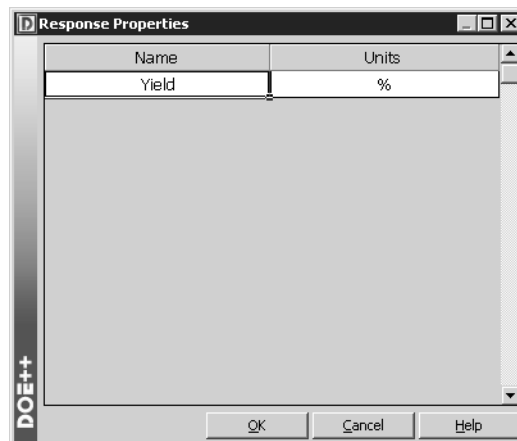 Response Properties
Name Units
Yield %
DOE++
OK Cancel Help